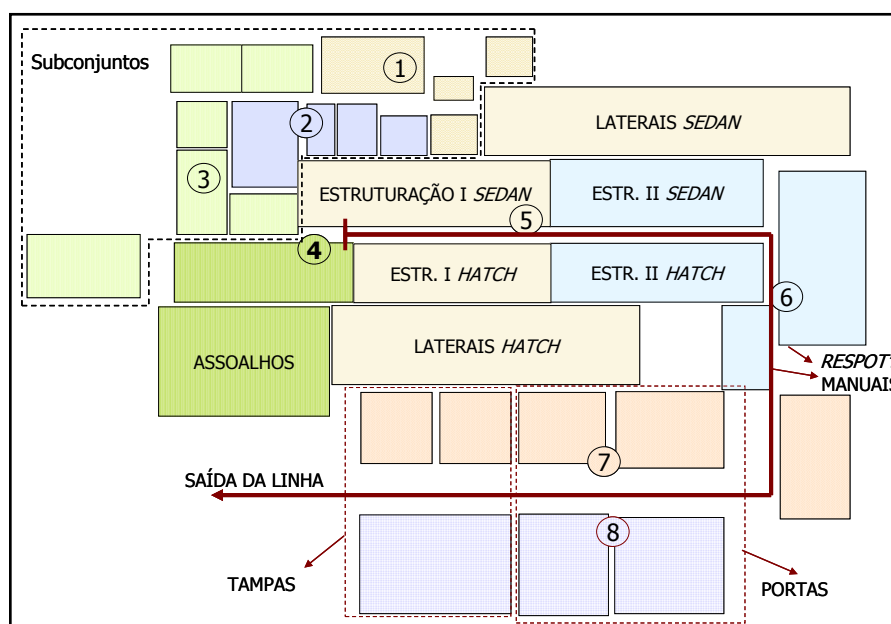 Subconjuntos
1
2
3
LATERAIS SEDAN
ESTRUTURAÇÃO I SEDAN
ESTR. II SEDAN
5
4
ESTR. I HATCH
ESTR. II HATCH
6
ASSOALHOS
LATERAIS HATCH
RESPOT
MANUAIS
7
SAÍDA DA LINHA
8
TAMPAS
PORTAS